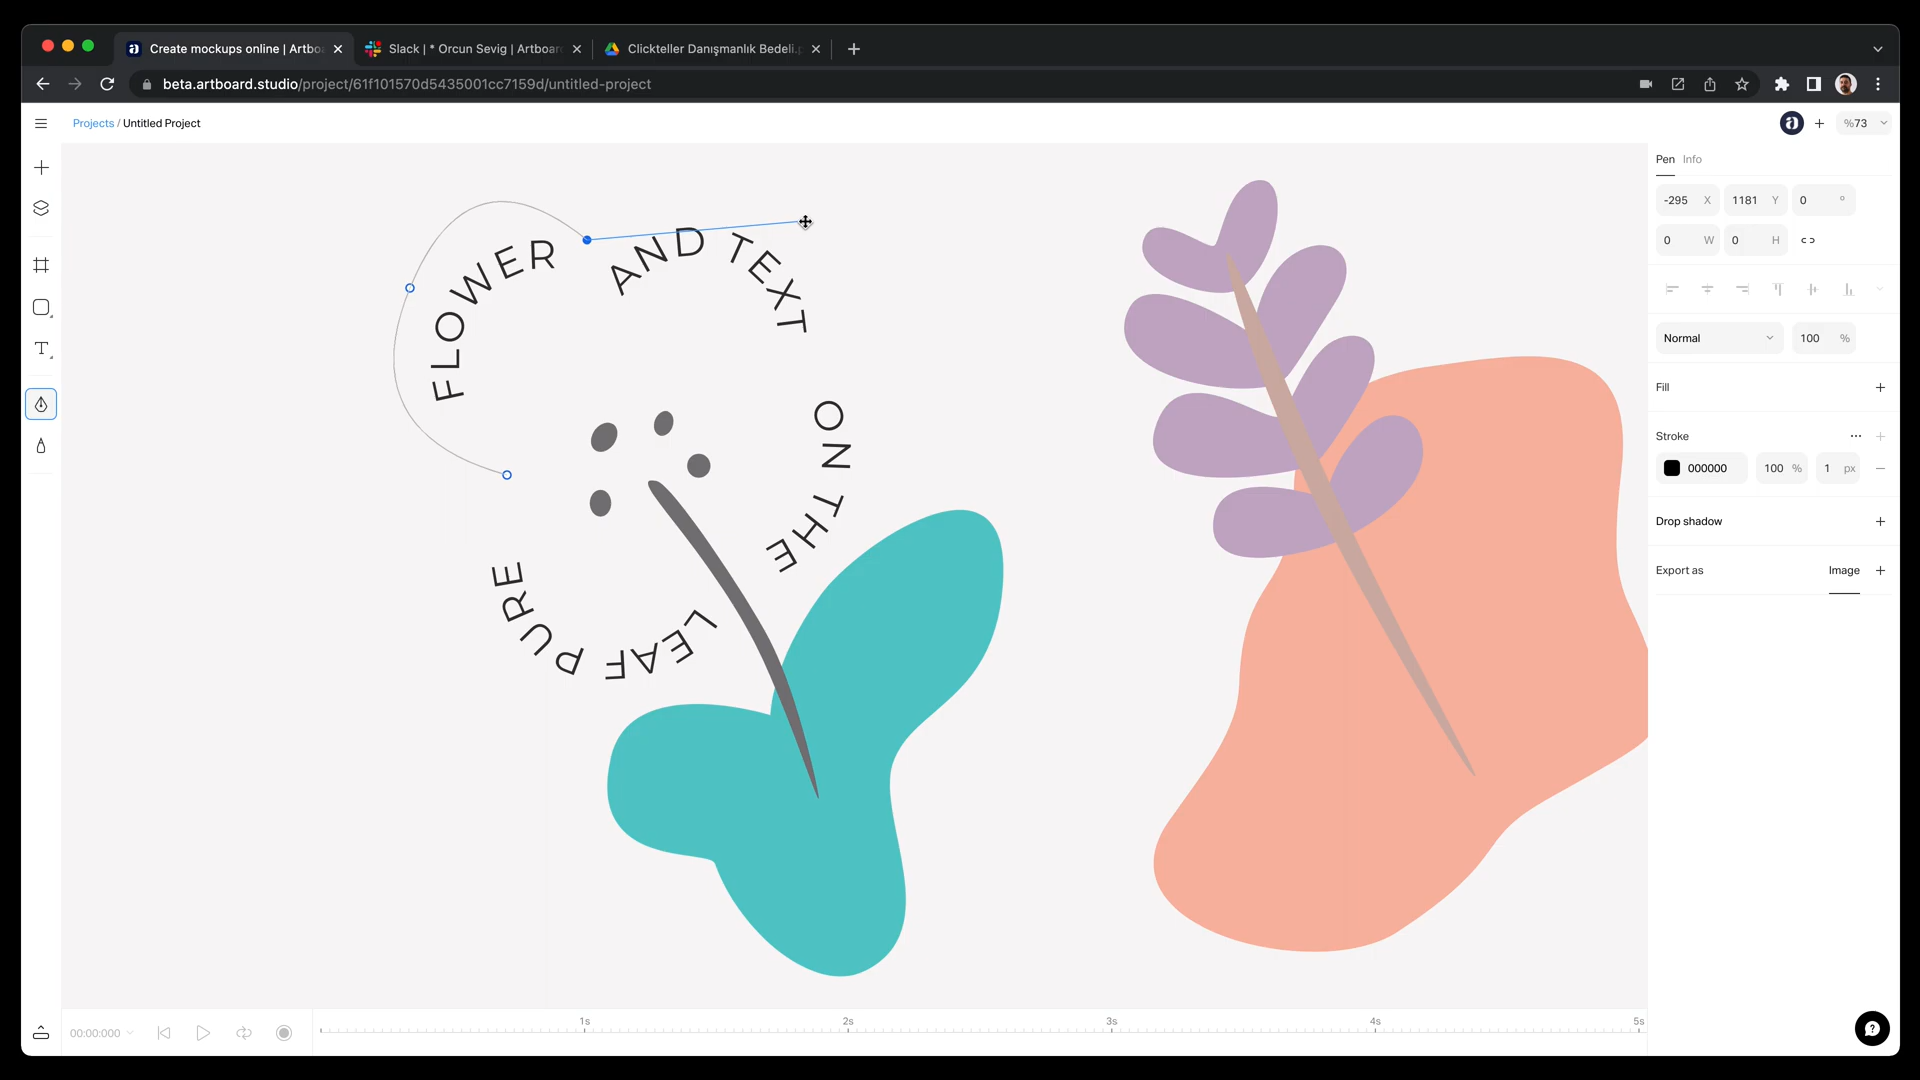 Create mockups online | Artbo
Slack | * Orcun Sevig | Artboar
Clickteller Danışmanlık Bedeli.p
beta.artboard.studio/project/61f101570d5435001cc7159d/untitled-project
Projects / Untitled Project
%73
Pen Info
-295 X 1181 Y 0 °
0 W 0 H
Normal 100 %
Fill
Stroke
000000 100 % 1 px
Drop shadow
Export as Image
T
FLOWER AND TEXT
ON THE
LEAF PURE
00:00:000
1s 2s 3s 4s 5s